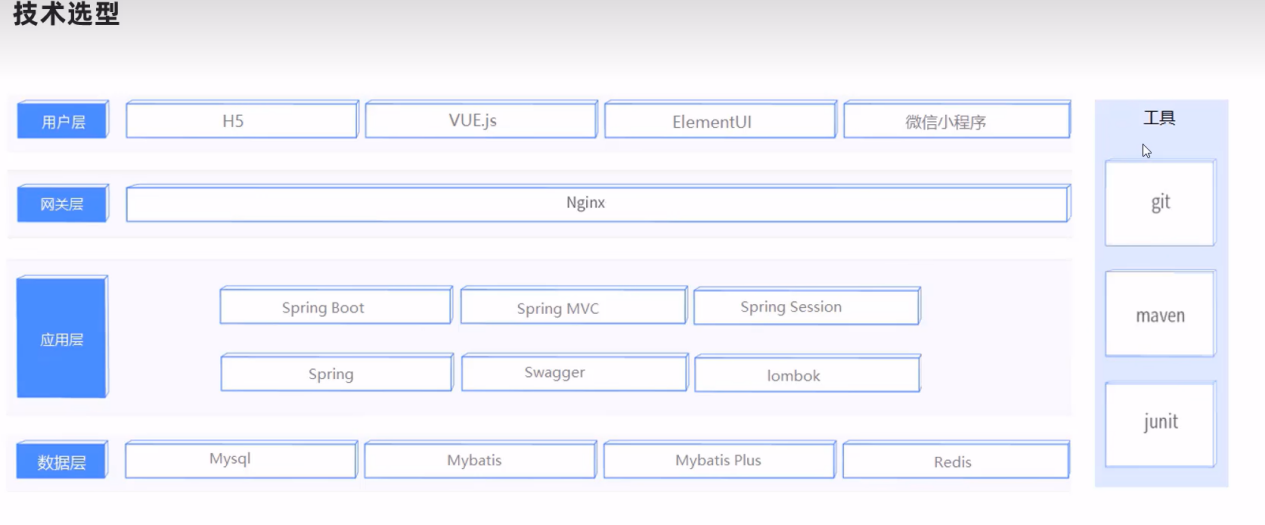 技术选型
用户层 H5 VUE.js ElementUI 微信小程序
工具
网关层 Nginx
git
应用层
Spring Boot Spring MVC Spring Session
Spring Swagger lombok
maven
数据层 Mysql Mybatis Mybatis Plus Redis
junit